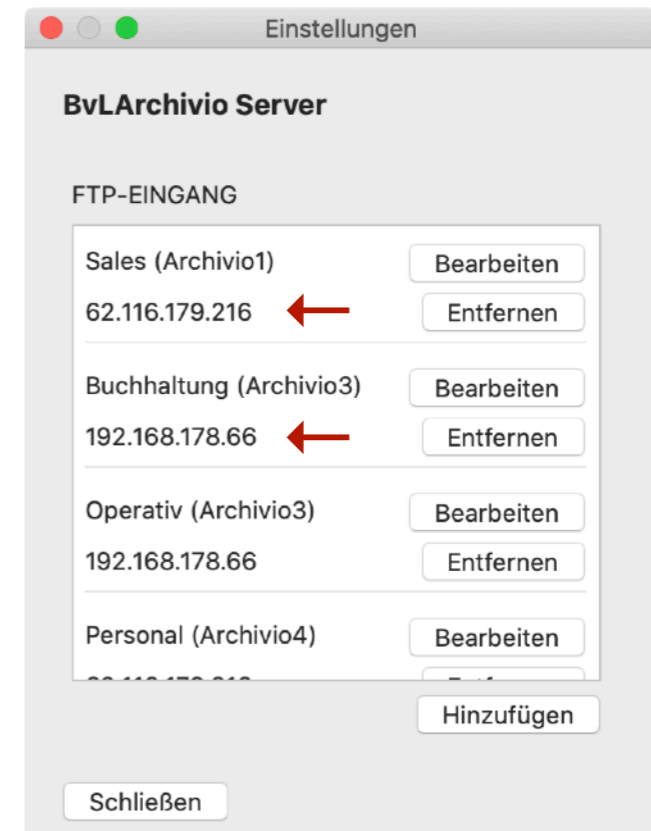 Einstellungen
BvLArchivio Server
FTP-EINGANG
Sales (Archivio1)
Bearbeiten
62.116.179.216
Entfernen
Buchhaltung (Archivio3)
Bearbeiten
192.168.178.66
Entfernen
Operativ (Archivio3)
Bearbeiten
192.168.178.66
Entfernen
Personal (Archivio4)
Bearbeiten
Hinzufügen
Schließen